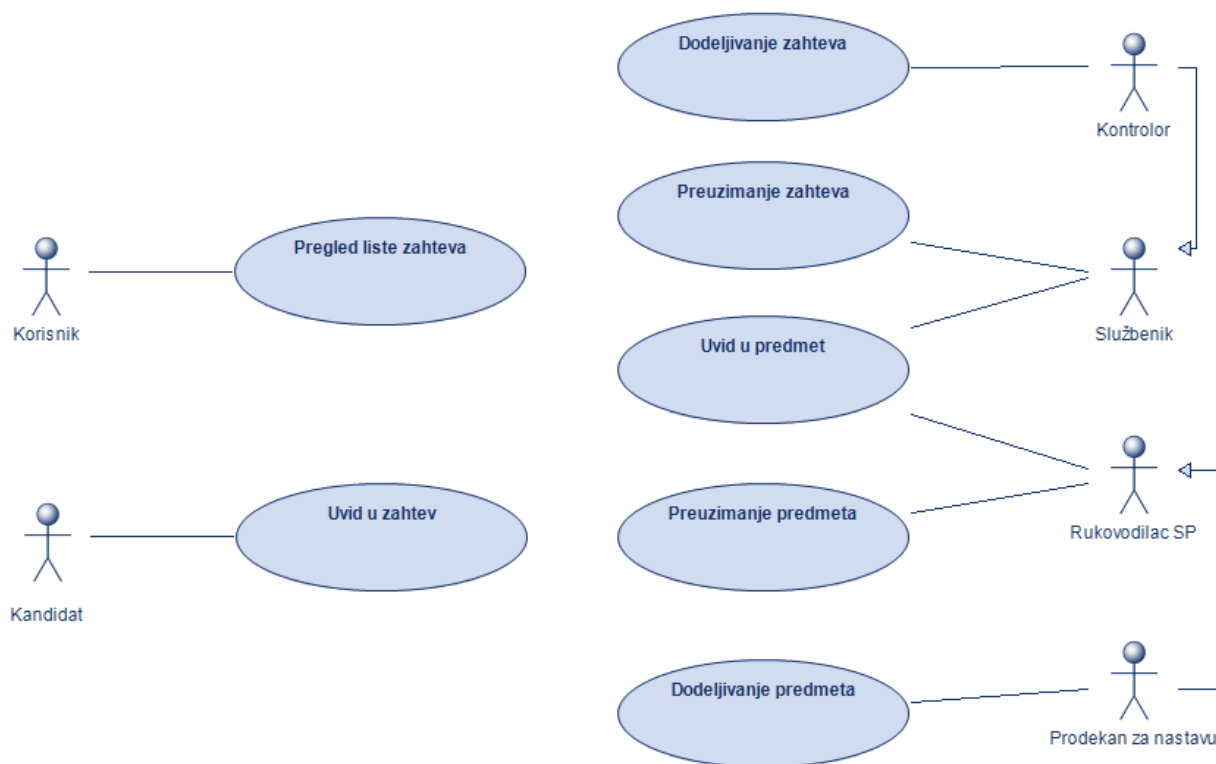 Dodeljivanje zahteva
Kontrolor
Preuzimanje zahteva
Pregled liste zahteva
Korisnik
Službenik
Uvid u predmet
Uvid u zahtev
Preuzimanje predmeta
Rukovodilac SP
Kandidat
Dodeljivanje predmeta
Prodekan za nastavu